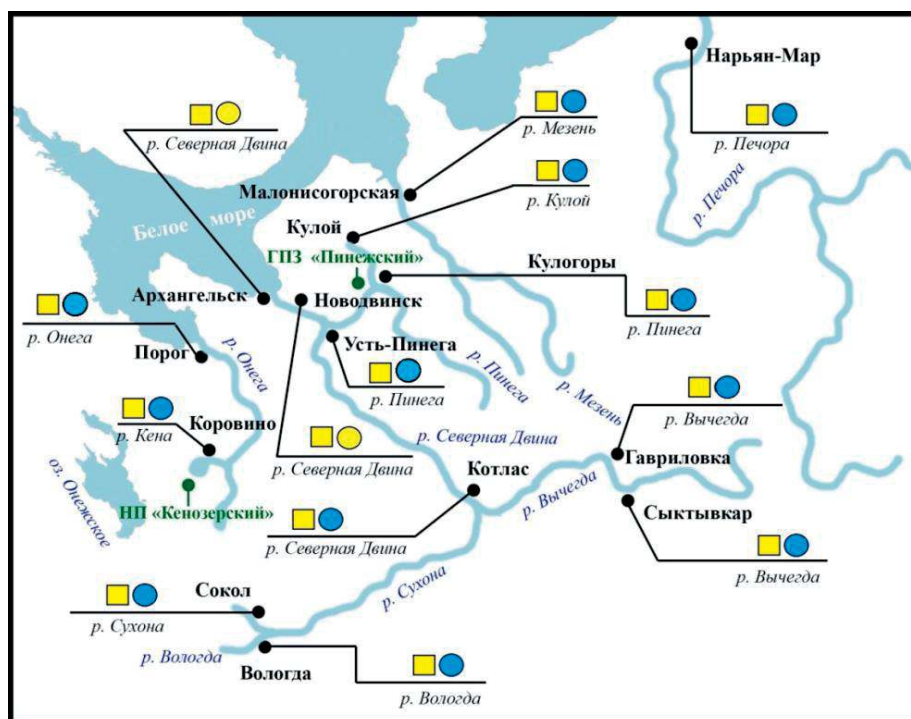 Нарьян-Мар
р. Печора
р. Северная Двина
р. Мезень
Малонисогорская
р. Печора
Белое море
Кулой
р. Кулой
ГПЗ «Пинежский»
Кулогоры
Архангельск
Новодвинск
р. Пинега
р. Онега
Порог
р. Онега
Усть-Пинега
р. Пинега
р. Пинега
р. Мезень
р. Вычегда
р. Кена
Коровино
р. Северная Двина
р. Северная Двина
Гавриловка
Котлас
оз. Онежское
НП «Кенозерский»
р. Вычегда
Сыктывкар
р. Северная Двина
р. Вычегда
р. Сухона
Сокол
р. Сухона
р. Вологда
Вологда
р. Вологда